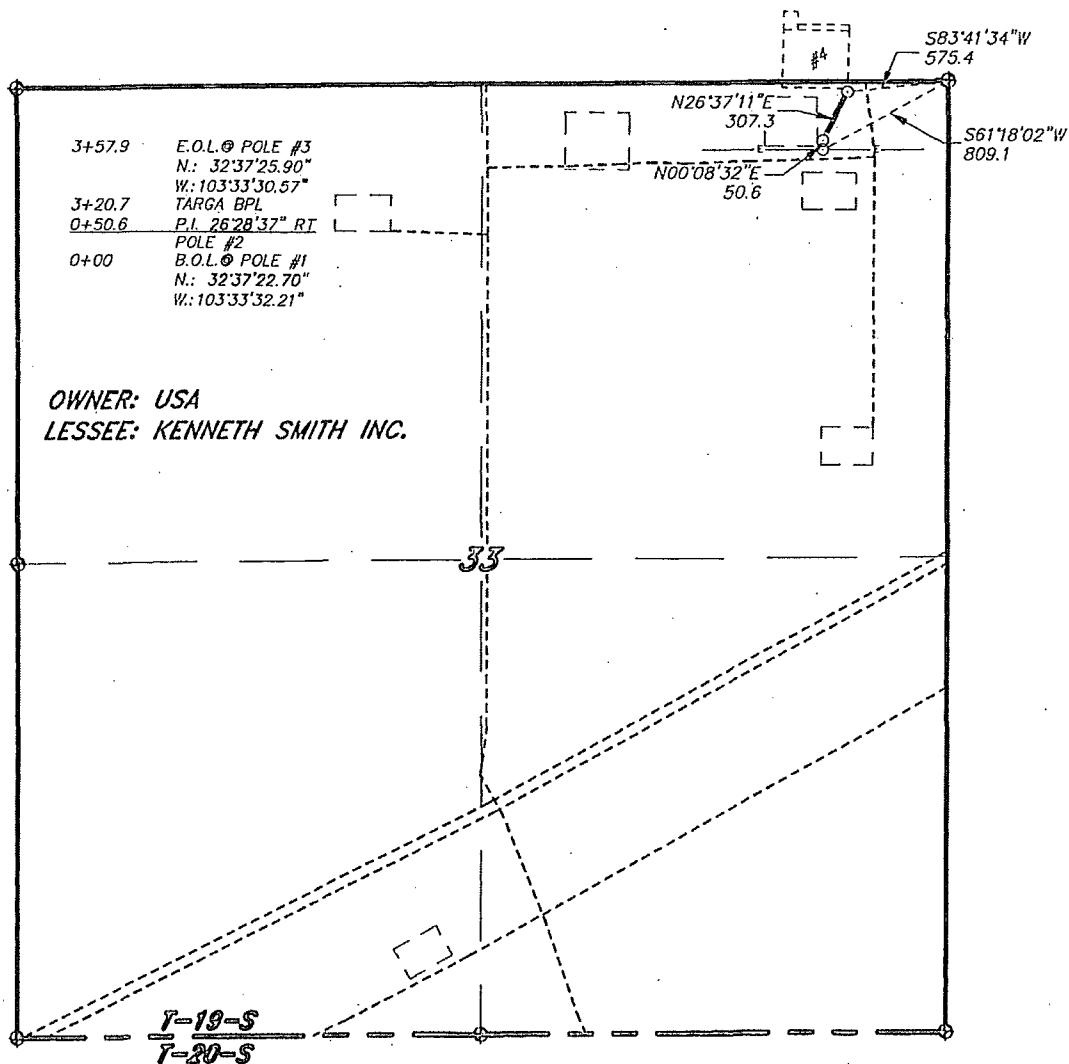 #4
S83°41'34"W
575.4
N26°37'11"E
307.3
S61°18'02"W
809.1
N00°08'32"E
50.6
E E
3+57.9 E.O.L.@ POLE #3
N.: 32°37'25.90"
W.: 103°33'30.57"
3+20.7 TARGA BPL
0+50.6 P.I. 26°28'37" RT
POLE #2
0+00 B.O.L.@ POLE #1
N.: 32°37'22.70"
W.: 103°33'32.21"
OWNER: USA
LESSEE: KENNETH SMITH INC.
33
T-19-S
T-20-S